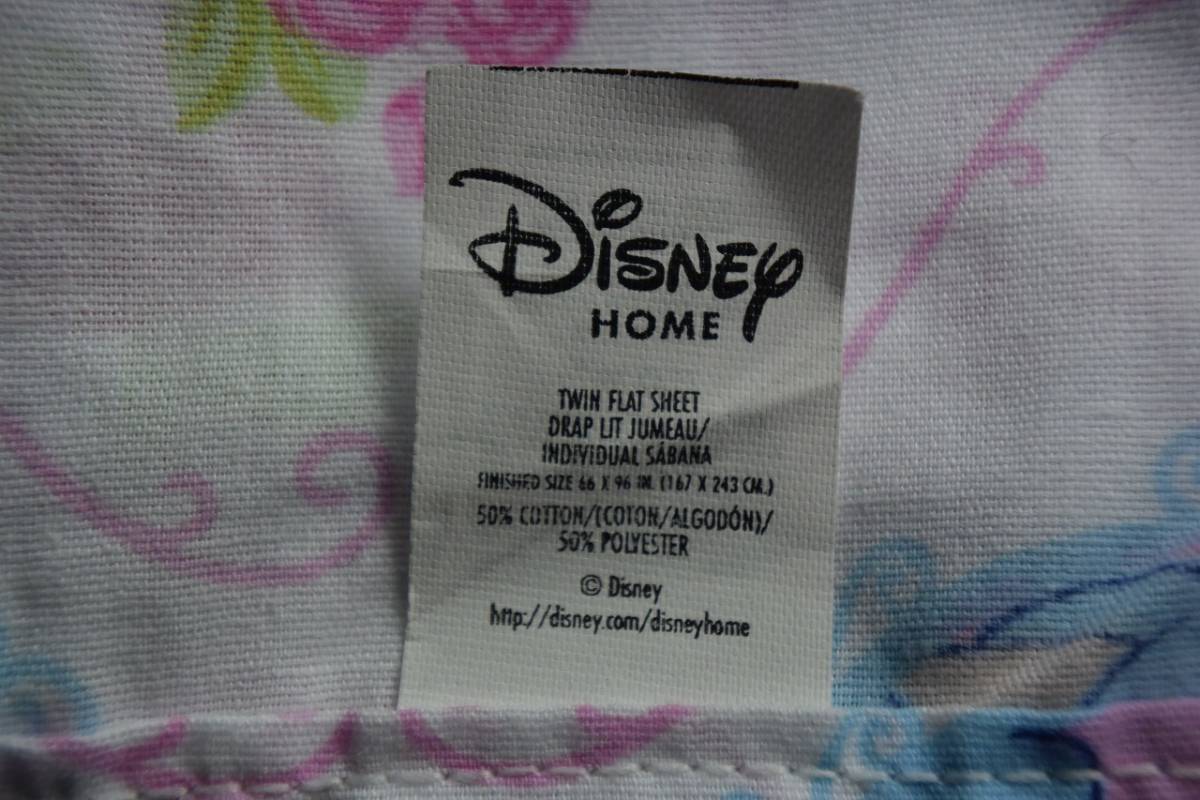 Disney
HOME
TWIN FLAT SHEET
DRAP LIT JUMEAU/
INDIVIDUAL SÁBANA
FINISHED SIZE 66 X 96 IN. (167 X 243 CM.)
50% COTTON/(COTON/ALGODÓN)/
50% POLYESTER
© Disney
http://disney.com/disneyhome